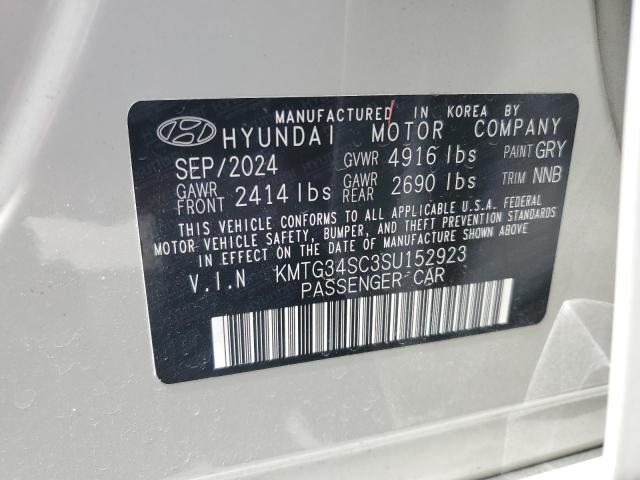 MANUFACTURED IN KOREA BY
HYUNDAI MOTOR COMPANY
SEP/2024 GVWR 4916 lbs PAINT GRY
GAWR FRONT 2414 lbs GAWR REAR 2690 lbs TRIM NNB
THIS VEHICLE CONFORMS TO ALL APPLICABLE U.S.A. FEDERAL
MOTOR VEHICLE SAFETY, BUMPER, AND THEFT PREVENTION STANDARDS
IN EFFECT ON THE DATE OF MANUFACTURE SHOWN ABOVE.
V.I.N KMTG34SC3SU152923
PASSENGER CAR